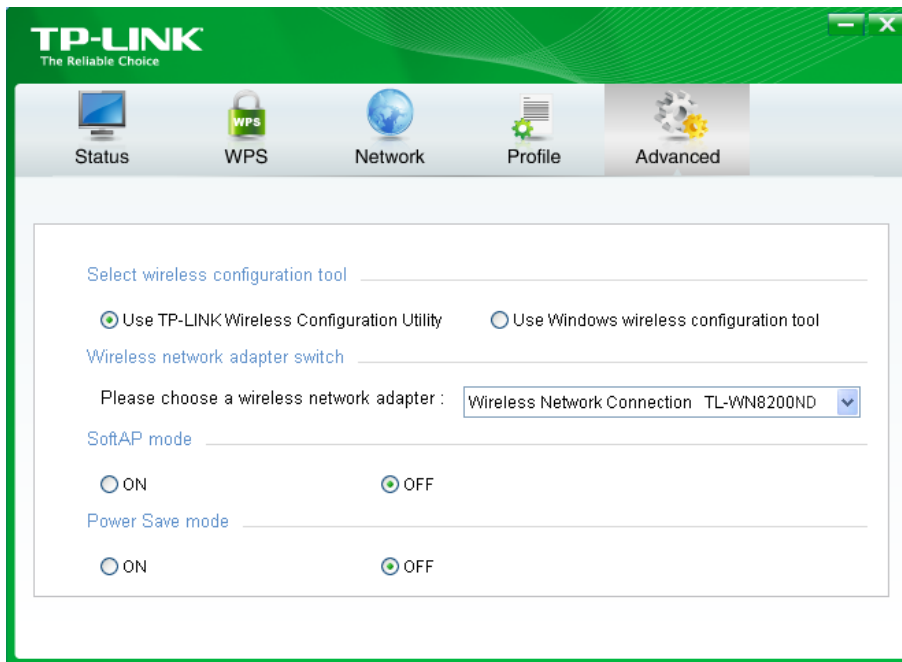 TP-LINK
The Reliable Choice
WPS
Status WPS Network Profile Advanced
Select wireless configuration tool
Use TP-LINK Wireless Configuration Utility Use Windows wireless configuration tool
Wireless network adapter switch
Please choose a wireless network adapter : Wireless Network Connection TL-WN8200ND
SoftAP mode
ON OFF
Power Save mode
ON OFF